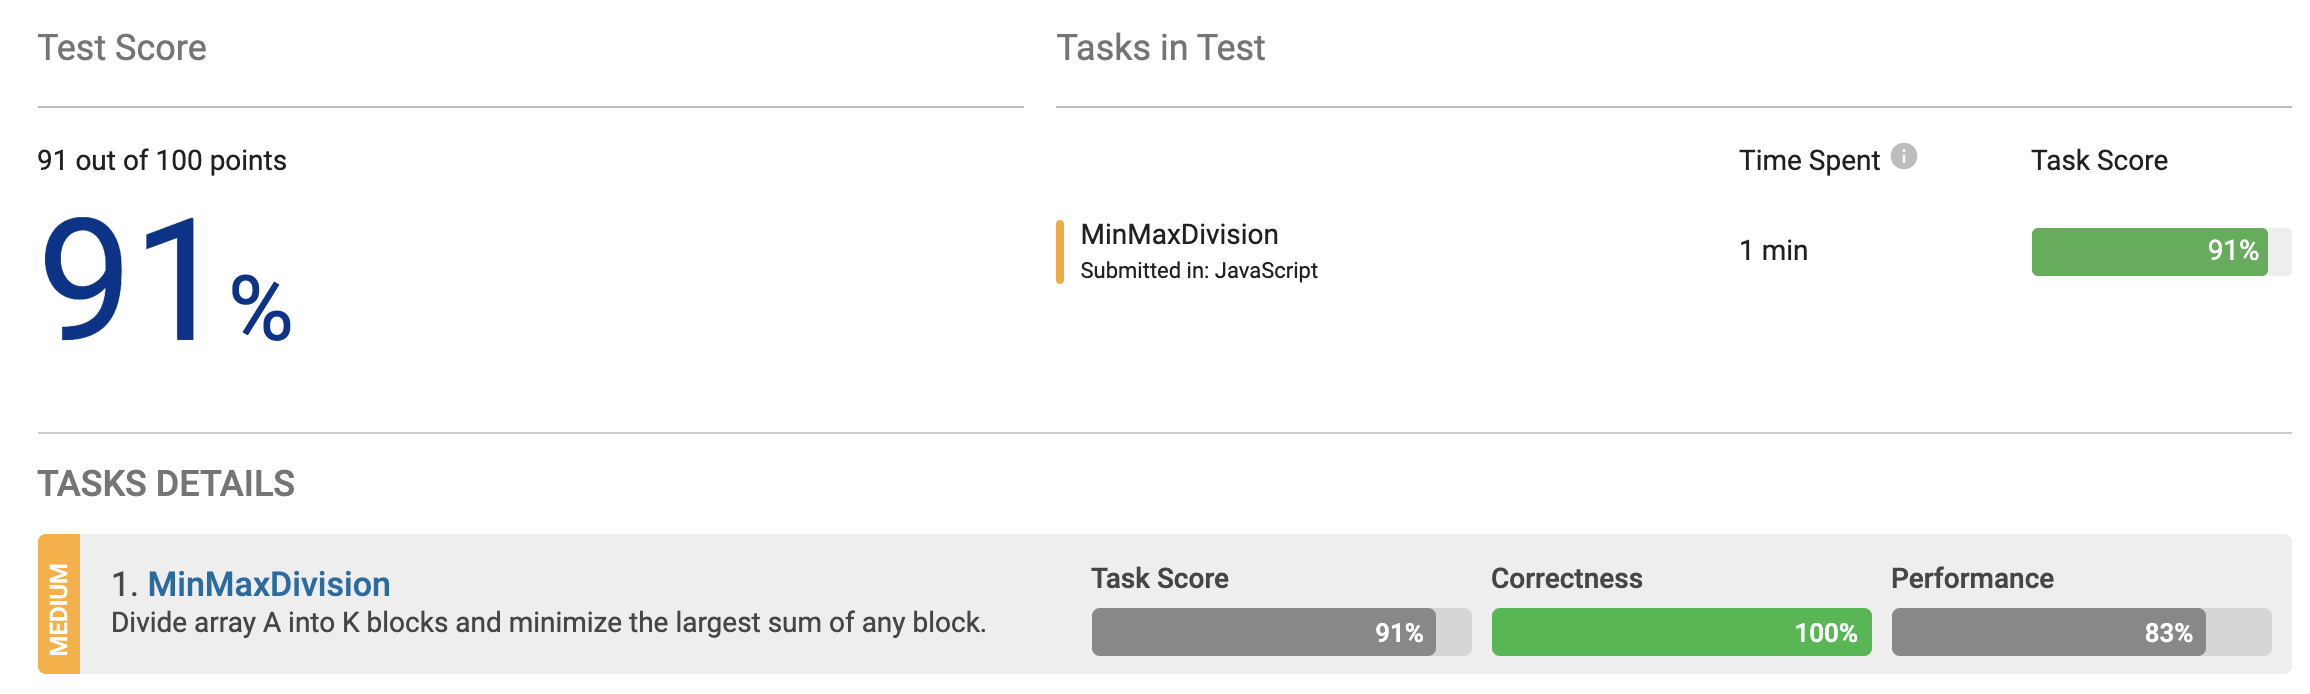 Test Score
Tasks in Test
91 out of 100 points
91 %
Time Spent i
Task Score
MinMaxDivision
Submitted in: JavaScript
1 min
91%
TASKS DETAILS
MEDIUM
1. MinMaxDivision
Divide array A into K blocks and minimize the largest sum of any block.
Task Score
91%
Correctness
100%
Performance
83%